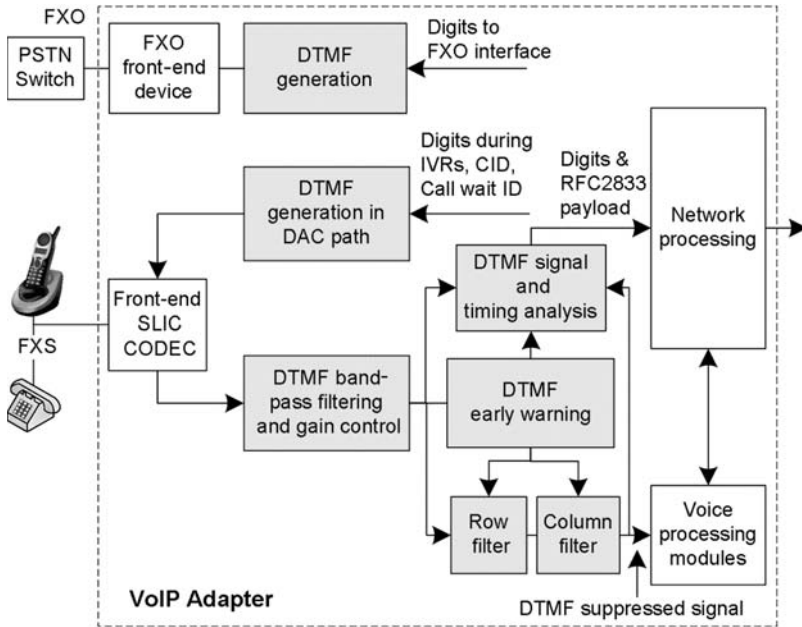 FXO
PSTN
Switch
FXO
front-end
device
DTMF
generation
Digits to
FXO interface
Digits during
IVRs, CID,
Call wait ID
Digits &
RFC2833
payload
Network
processing
DTMF
generation in
DAC path
DTMF signal
and
timing analysis
Front-end
SLIC
CODEC
FXS
DTMF band-
pass filtering
and gain control
DTMF
early warning
Row
filter
Column
filter
Voice
processing
modules
VoIP Adapter
DTMF suppressed signal